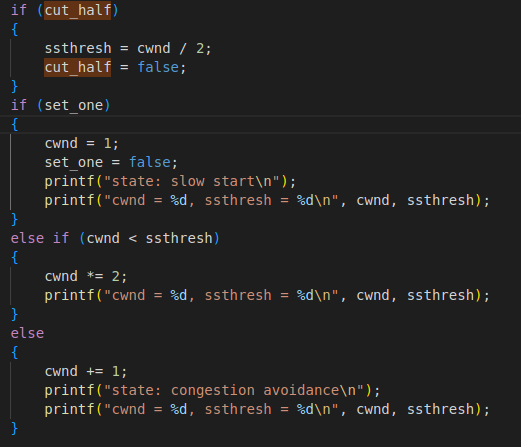 if (cut_half)
{
    ssthresh = cwnd / 2;
    cut_half = false;
}
if (set_one)
{
    cwnd = 1;
    set_one = false;
    printf("state: slow start\n");
    printf("cwnd = %d, ssthresh = %d\n", cwnd, ssthresh);
}
else if (cwnd < ssthresh)
{
    cwnd *= 2;
    printf("cwnd = %d, ssthresh = %d\n", cwnd, ssthresh);
}
else
{
    cwnd += 1;
    printf("state: congestion avoidance\n");
    printf("cwnd = %d, ssthresh = %d\n", cwnd, ssthresh);
}